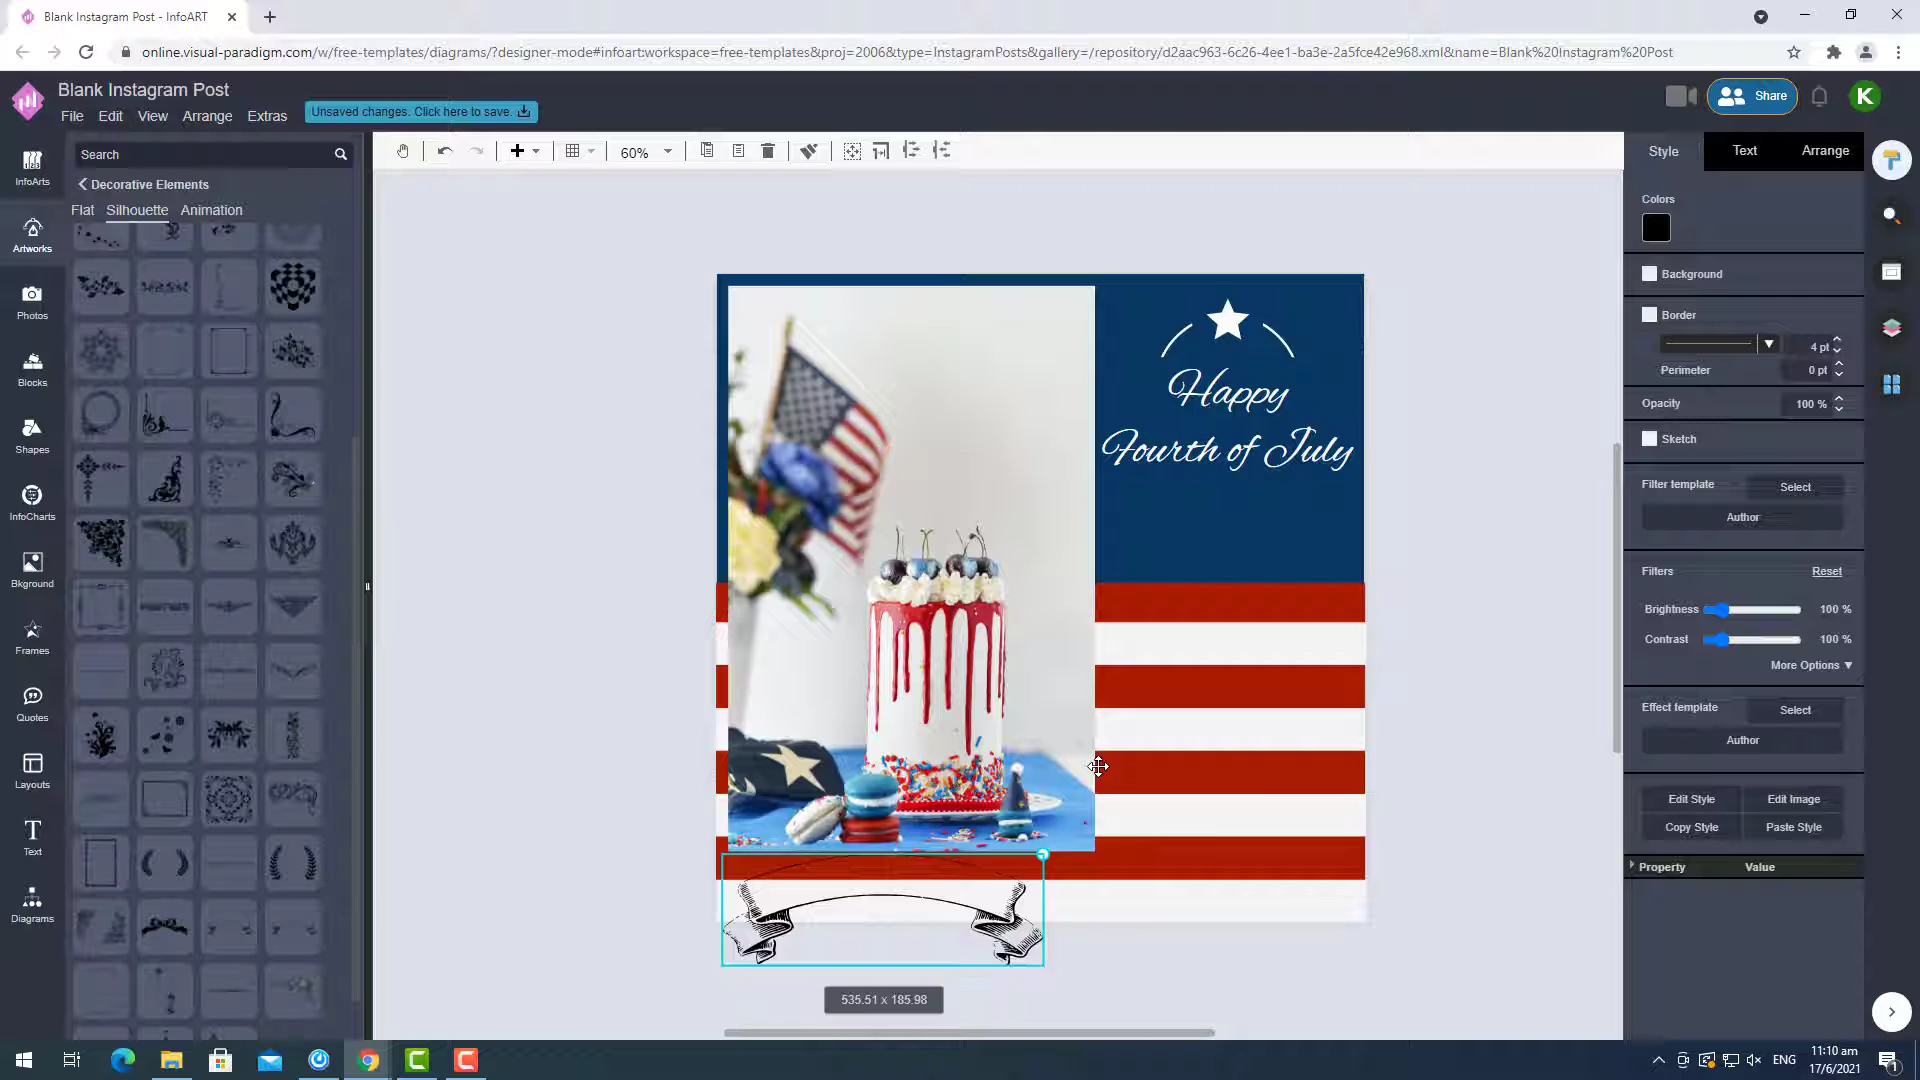 Blank Instagram Post - InfoART
online.visual-paradigm.com/w/free-templates/diagrams/?designer-mode#infoart:workspace=free-templates&proj=2006&type=InstagramPosts&gallery=/repository/d2aac963-6c26-4ee1-ba3e-2a5fce42e968.xml&name=Blank%20Instagram%20Post
Blank Instagram Post
File Edit View Arrange Extras
Unsaved changes. Click here to save.
Share
K
Search
Decorative Elements
Flat Silhouette Animation
InfoArts
Artworks
Photos
Blocks
Shapes
InfoCharts
Bkground
Frames
Quotes
Layouts
Text
Diagrams
60%
Happy
Fourth of July
535.51 x 185.98
Style Text Arrange
Colors
Background
Border
4 pt
Perimeter 0 pt
Opacity 100 %
Sketch
Filter template Select
Author
Filters Reset
Brightness 100 %
Contrast 100 %
More Options
Effect template Select
Author
Edit Style Edit Image
Copy Style Paste Style
Property Value
ENG
11:10 am
17/6/2021
1